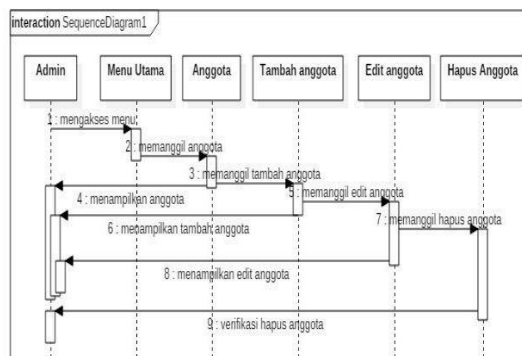 interaction SequenceDiagram1
Admin
Menu Utama
Anggota
Tambah anggota
Edit anggota
Hapus Anggota
1 : mengakses menu
2 : memanggil anggota
3 : memanggil tambah anggota
4 : menampilkan anggota
5 : memanggil edit anggota
6 : menampilkan tambah anggota
7 : memanggil hapus anggota
8 : menampilkan edit anggota
9 : verifikasi hapus anggota